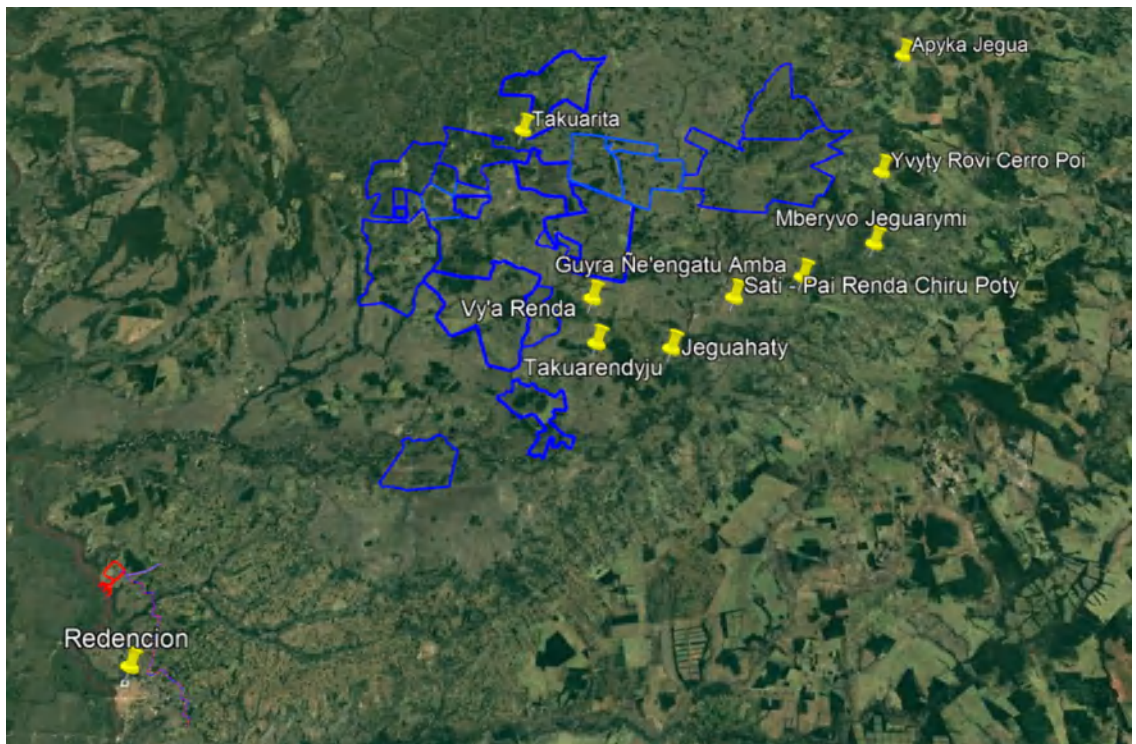 Apyka Jegua
Takuarita
Yvyty Rovi Cerro Poi
Mberyvo Jeguarymi
Guyra Ñe'engatu Amba
Sati - Pai Renda Chiru Poty
Vy'a Renda
Jeguahaty
Takuarendyju
Redencion